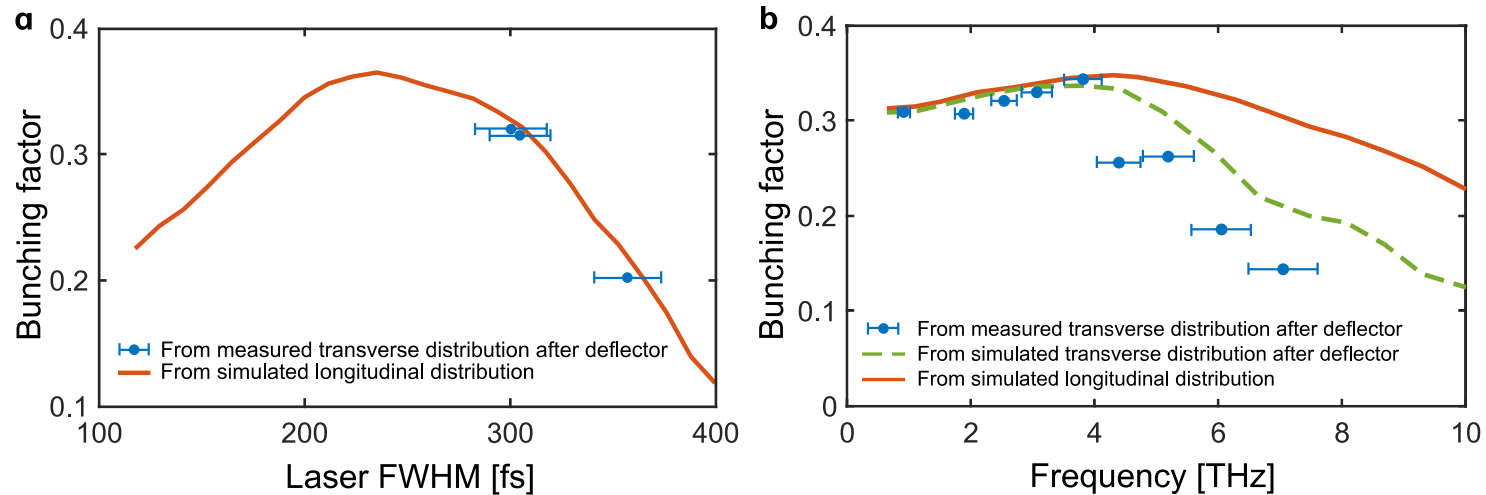 a
Bunching factor
0.4
0.3
0.2
0.1
100
200
300
400
Laser FWHM [fs]
From measured transverse distribution after deflector
From simulated longitudinal distribution
b
Bunching factor
0.4
0.3
0.2
0.1
0
0
2
4
6
8
10
Frequency [THz]
From measured transverse distribution after deflector
From simulated transverse distribution after deflector
From simulated longitudinal distribution